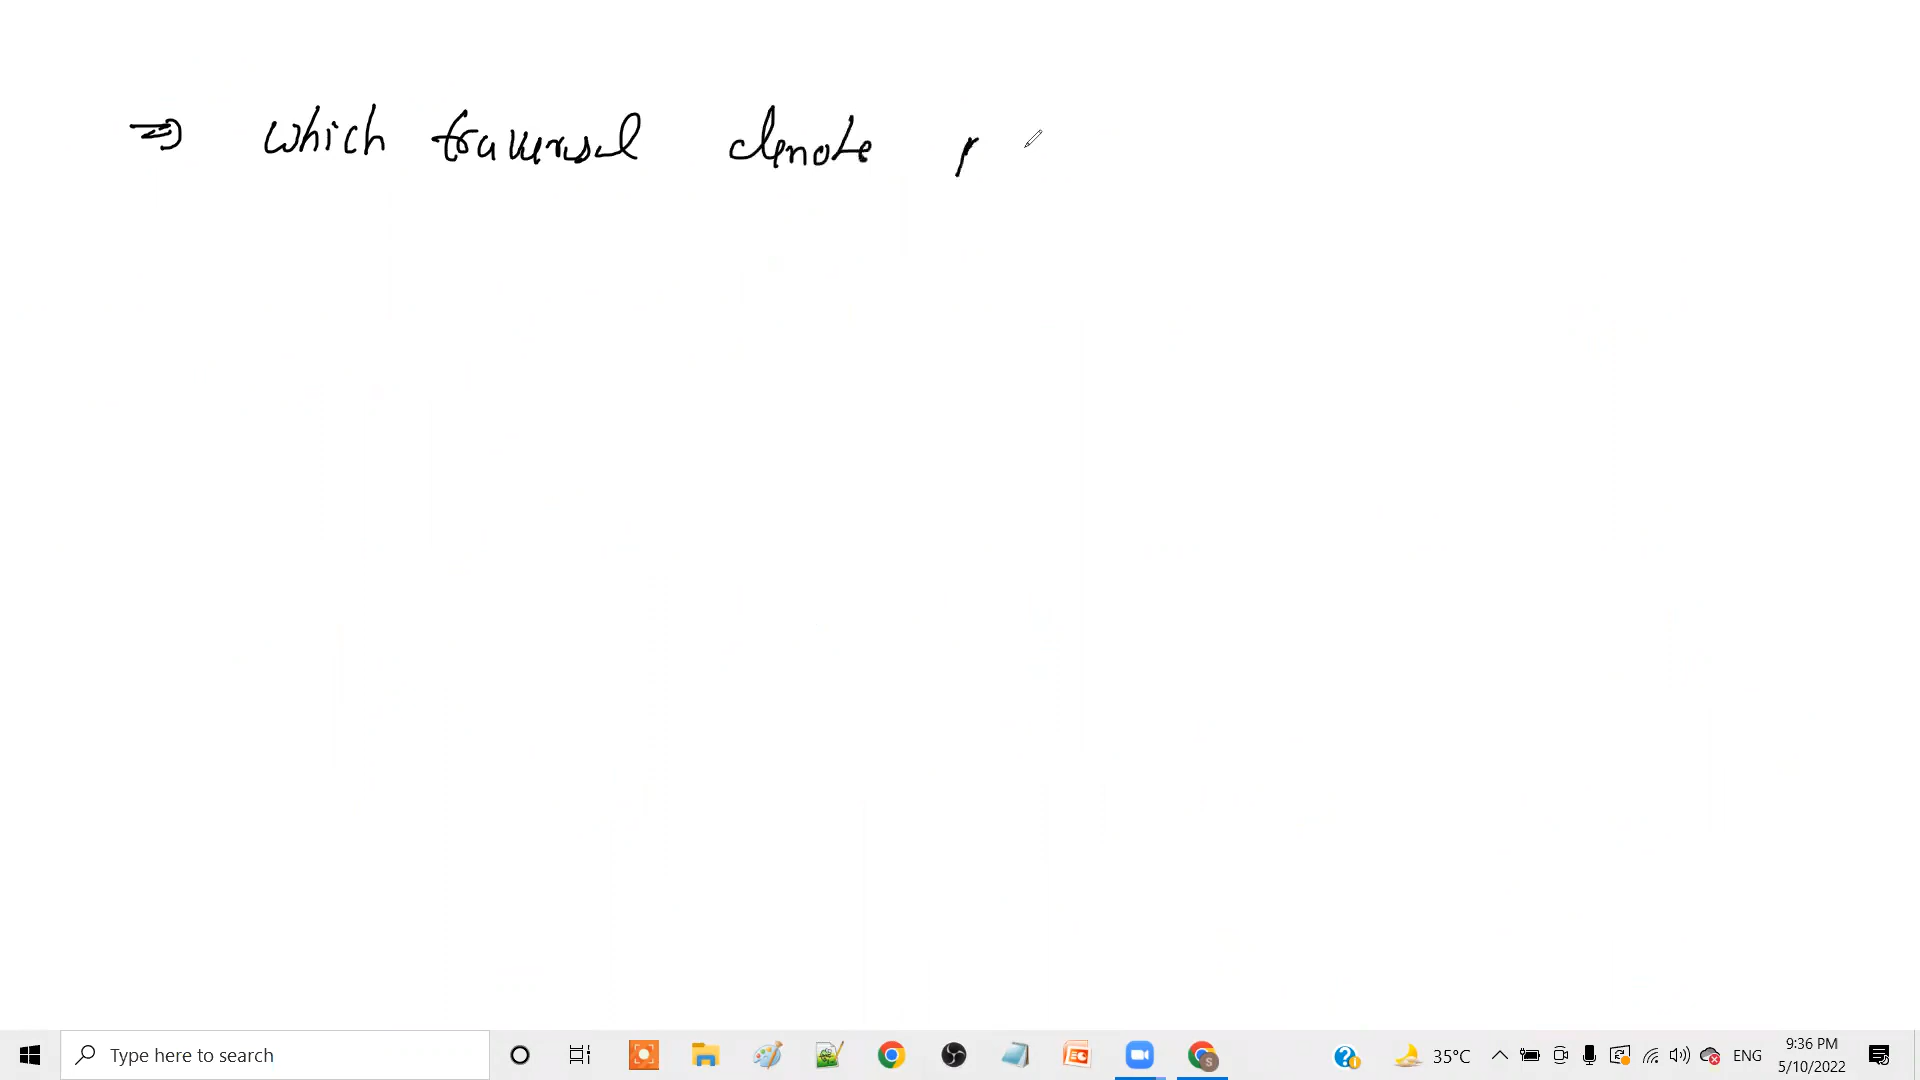 ⇒ which traversal denote p
Type here to search
35°C
ENG
9:36 PM
5/10/2022